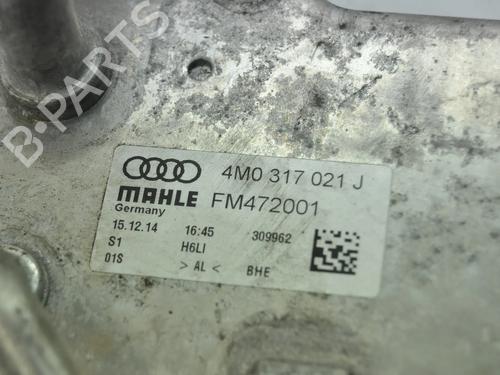 B-PARTS
4M0 317 021 J
MAHLE FM472001
Germany
15.12.14 16:45 309962
S1 H6LI
01S >AL< BHE